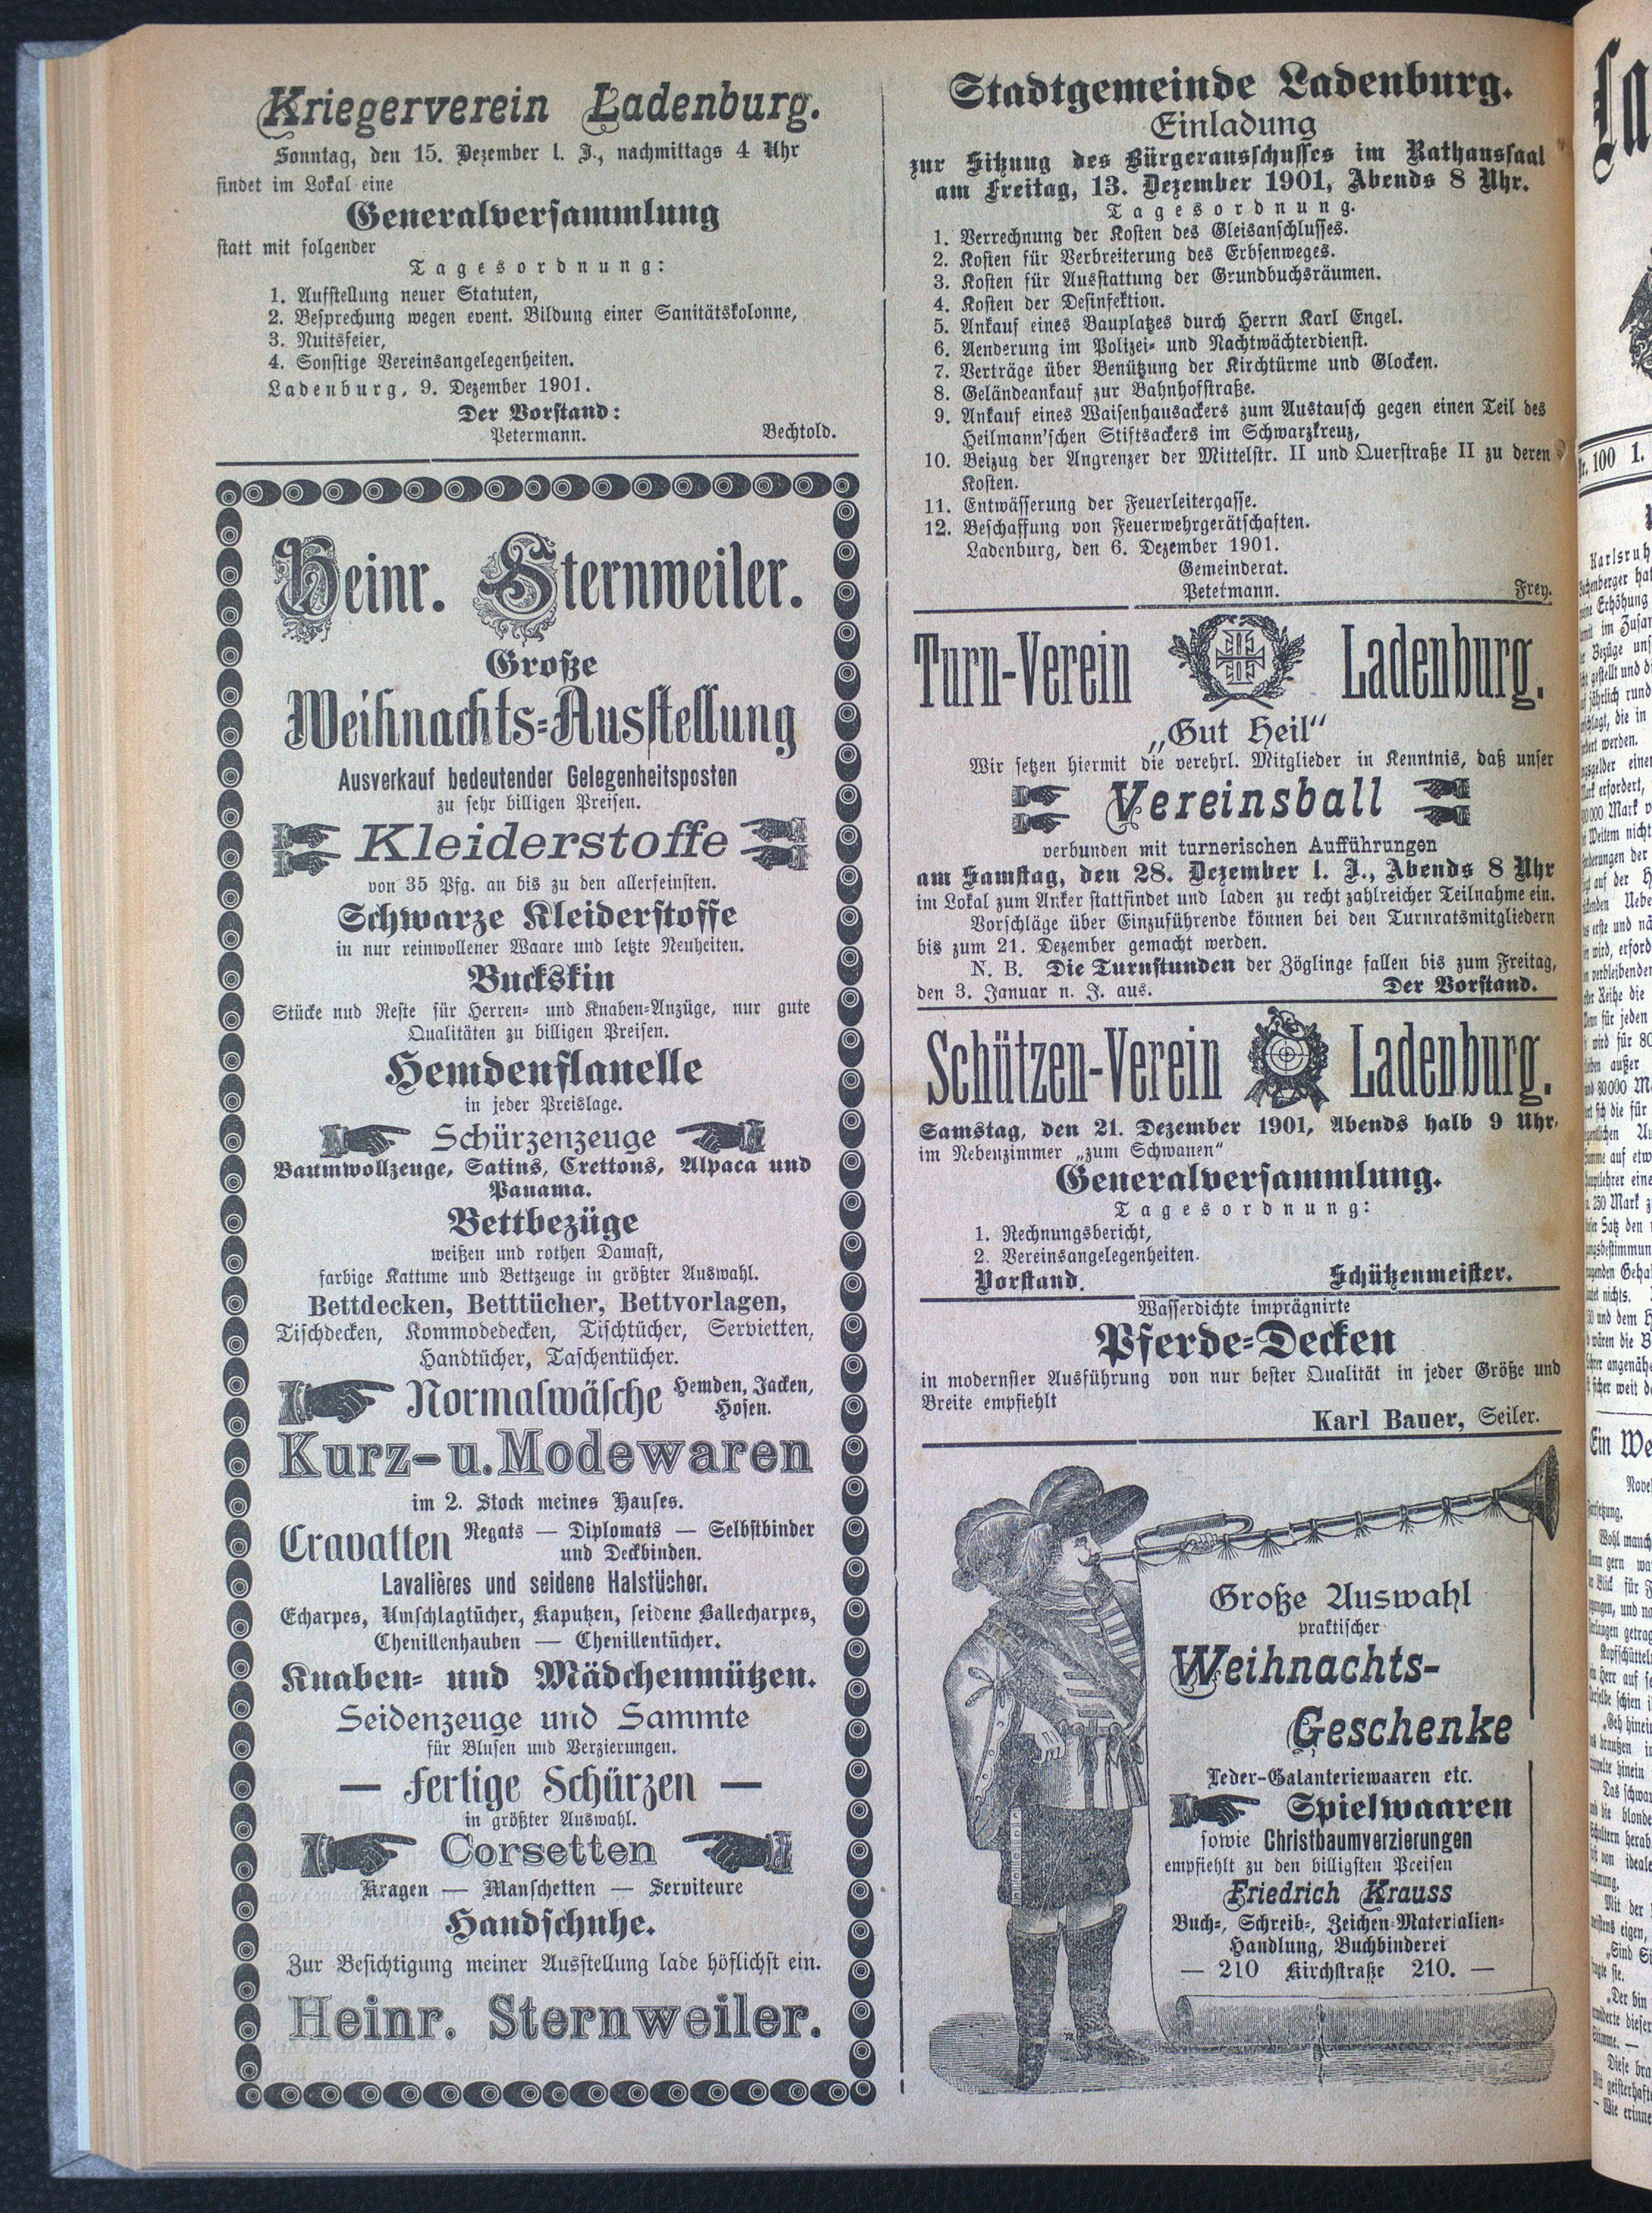 Kriegerverein Ladenburg.
Sonntag, den 15. Dezember l. J., nachmittags 4 Uhr
findet im Lokal eine
Generalversammlung
statt mit folgender
Tagesordnung:
1. Aufstellung neuer Statuten,
2. Besprechung wegen event. Bildung einer Sanitätskolonne,
3. Nuitsfeier,
4. Sonstige Vereinsangelegenheiten.
Ladenburg, 9. Dezember 1901.
Der Vorstand:
Petermann. Bechtold.
Heinr. Sternweiler.
Große
Weihnachts-Ausstellung
Ausverkauf bedeutender Gelegenheitsposten
zu sehr billigen Preisen.
Kleiderstoffe
von 35 Pfg. an bis zu den allerfeinsten.
Schwarze Kleiderstoffe
in nur reinwollener Waare und letzte Neuheiten.
Buckskin
Stücke nud Reste für Herren- und Knaben-Anzüge, nur gute
Qualitäten zu billigen Preisen.
Hemdenflanelle
in jeder Preislage.
Schürzenzeuge
Baumwollzeuge, Satins, Crettons, Alpaca und
Panama.
Bettbezüge
weißen und rothen Damast,
farbige Kattune und Bettzeuge in größter Auswahl.
Bettdecken, Betttücher, Bettvorlagen,
Tischdecken, Kommodedecken, Tischtücher, Servietten,
Handtücher, Taschentücher.
Normalwäsche Hemden, Jacken,
Hosen.
Kurz- u. Modewaren
im 2. Stock meines Hauses.
Cravatten Regats — Diplomats — Selbstbinder
und Deckbinden.
Lavalières und seidene Halstücher.
Echarpes, Umschlagtücher, Kaputzen, seidene Ballecharpes,
Chenillenhauben — Chenillentücher.
Knaben- und Mädchenmützen.
Seidenzeuge und Sammte
für Blusen und Verzierungen.
— fertige Schürzen —
in größter Auswahl.
Corsetten
Kragen — Manschetten — Serviteure
Handschuhe.
Zur Besichtigung meiner Ausstellung lade höflichst ein.
Heinr. Sternweiler.
Stadtgemeinde Ladenburg.
Einladung
zur Sitzung des Bürgerausschusses im Rathaussaal
am Freitag, 13. Dezember 1901, Abends 8 Uhr.
Tagesordnung.
1. Verrechnung der Kosten des Gleisanschlusses.
2. Kosten für Verbreiterung des Erbsenweges.
3. Kosten für Ausstattung der Grundbuchsräumen.
4. Kosten der Desinfektion.
5. Ankauf eines Bauplatzes durch Herrn Karl Engel.
6. Aenderung im Polizei- und Nachtwächterdienst.
7. Verträge über Benützung der Kirchtürme und Glocken.
8. Geländeankauf zur Bahnhofstraße.
9. Ankauf eines Waisenhausackers zum Austausch gegen einen Teil des
Heilmann'schen Stiftsackers im Schwarzkreuz,
10. Beizug der Angrenzer der Mittelstr. II und Querstraße II zu deren
Kosten.
11. Entwässerung der Feuerleitergasse.
12. Beschaffung von Feuerwehrgerätschaften.
Ladenburg, den 6. Dezember 1901.
Gemeinderat.
Petetmann. Frey.
Turn-Verein Ladenburg.
„Gut Heil“
Wir setzen hiermit die verehrl. Mitglieder in Kenntnis, daß unser
Vereinsball
verbunden mit turnerischen Aufführungen
am Samstag, den 28. Dezember l. J., Abends 8 Uhr
im Lokal zum Anker stattfindet und laden zu recht zahlreicher Teilnahme ein.
Vorschläge über Einzuführende können bei den Turnratsmitgliedern
bis zum 21. Dezember gemacht werden.
N. B. Die Turnstunden der Zöglinge fallen bis zum Freitag,
den 3. Januar n. J. aus. Der Vorstand.
Schützen-Verein Ladenburg.
Samstag, den 21. Dezember 1901, Abends halb 9 Uhr,
im Nebenzimmer „zum Schwanen“
Generalversammlung.
Tagesordnung:
1. Rechnungsbericht,
2. Vereinsangelegenheiten.
Vorstand. Schützenmeister.
Wasserdichte imprägnirte
Pferde-Decken
in modernster Ausführung von nur bester Qualität in jeder Größe und
Breite empfiehlt
Karl Bauer, Seiler.
Große Auswahl
praktischer
Weihnachts-
Geschenke
Leder-Galanteriewaaren etc.
Spielwaaren
sowie Christbaumverzierungen
empfiehlt zu den billigsten Preisen
Friedrich Krauss
Buch-, Schreib-, Zeichen-Materialien-
Handlung, Buchbinderei
— 210 Kirchstraße 210. —
100 1.